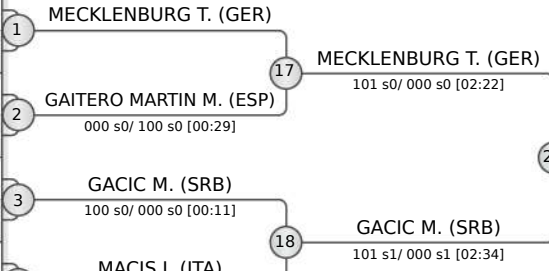 MECKLENBURG T. (GER)
1
17
MECKLENBURG T. (GER)
101 s0/ 000 s0 [02:22]
2
GAITERO MARTIN M. (ESP)
000 s0/ 100 s0 [00:29]
3
GACIC M. (SRB)
100 s0/ 000 s0 [00:11]
18
GACIC M. (SRB)
101 s1/ 000 s1 [02:34]
MACIS L. (ITA)